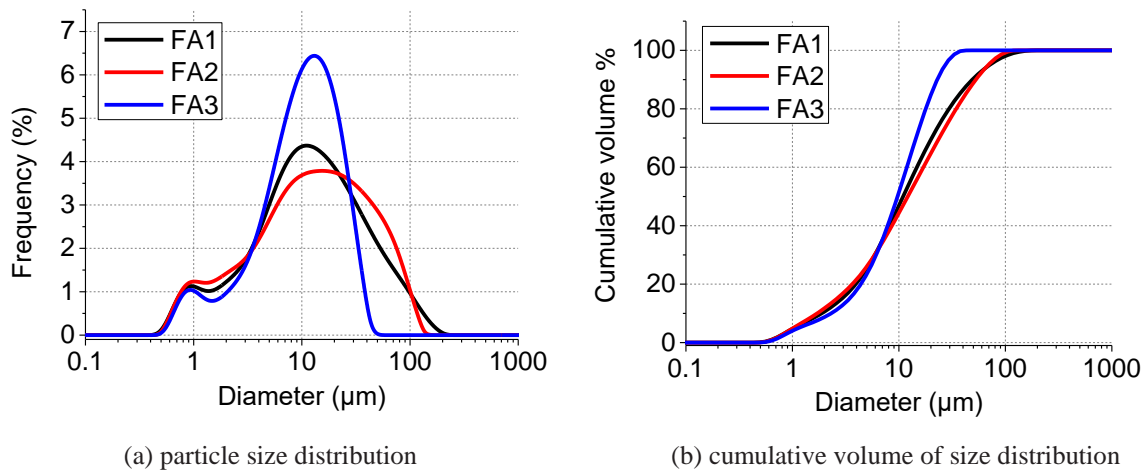 7
6
5
4
3
2
1
0
Frequency (%)
FA1
FA2
FA3
0.1
1
10
100
1000
Diameter (μm)
(a) particle size distribution
100
80
60
40
20
0
Cumulative volume %
FA1
FA2
FA3
0.1
1
10
100
1000
Diameter (μm)
(b) cumulative volume of size distribution